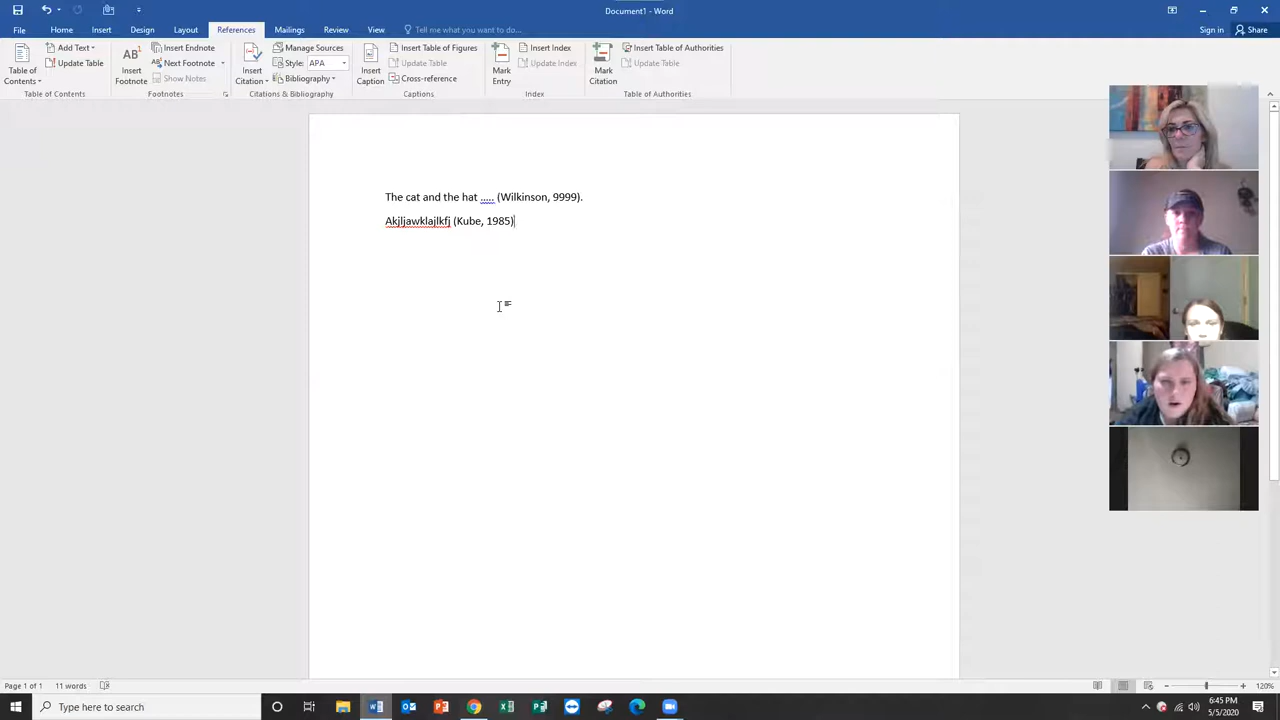 Document1 - Word
File Home Insert Design Layout References Mailings Review View Tell me what you want to do... Sign in Share
Table of Contents Add Text Update Table Table of Contents
Insert Footnote Insert Endnote Next Footnote Show Notes Footnotes
Insert Citation Manage Sources Style: APA Bibliography Citations & Bibliography
Insert Caption Insert Table of Figures Update Table Cross-reference Captions
Mark Entry Insert Index Update Index Index
Mark Citation Insert Table of Authorities Update Table Table of Authorities
The cat and the hat ..... (Wilkinson, 9999).
Akjljawklajlkfj (Kube, 1985)
Page 1 of 1 11 words 120%
Type here to search
6:45 PM
5/5/2020